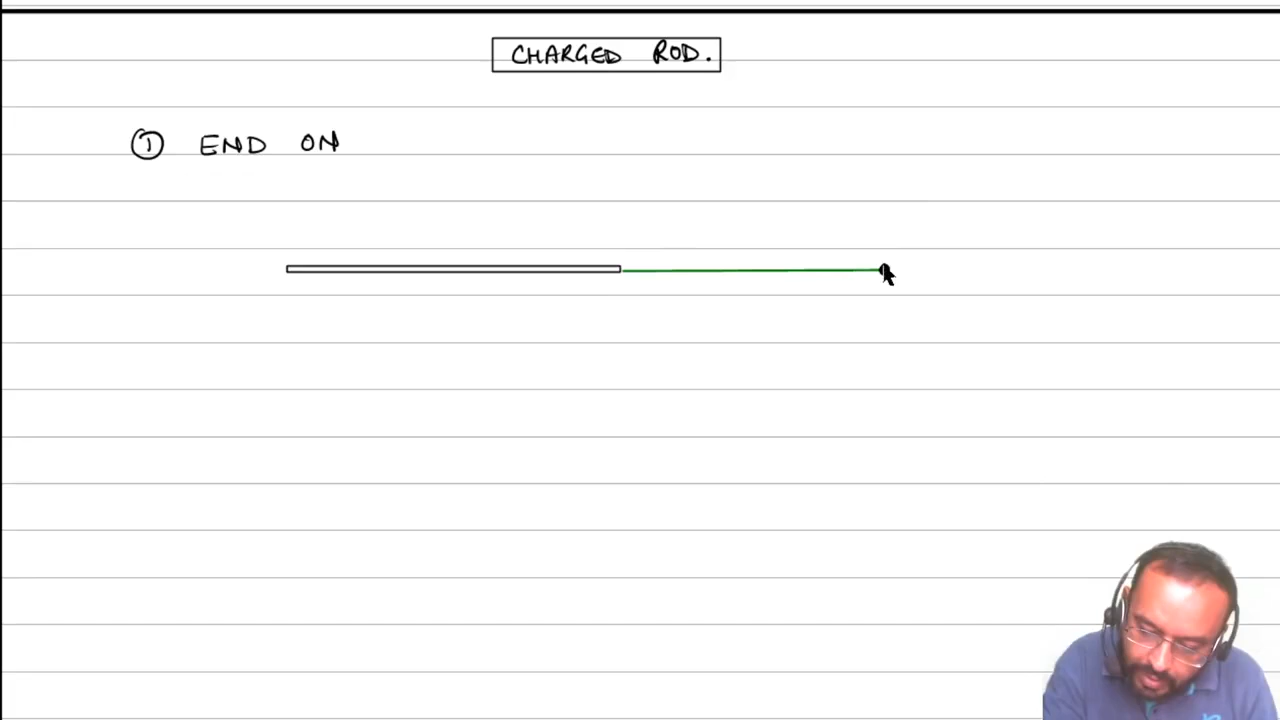 CHARGED ROD.
① END ON